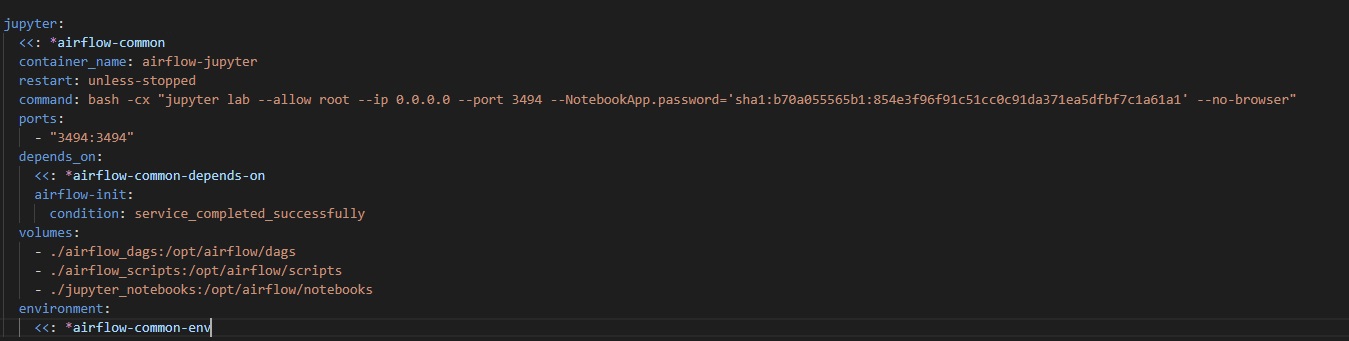 jupyter:
<<: *airflow-common
container_name: airflow-jupyter
restart: unless-stopped
command: bash -cx "jupyter lab --allow root --ip 0.0.0.0 --port 3494 --NotebookApp.password='sha1:b70a055565b1:854e3f96f91c51cc0c91da371ea5dfbf7c1a61a1' --no-browser"
ports:
- "3494:3494"
depends_on:
<<: *airflow-common-depends-on
airflow-init:
condition: service_completed_successfully
volumes:
- ./airflow_dags:/opt/airflow/dags
- ./airflow_scripts:/opt/airflow/scripts
- ./jupyter_notebooks:/opt/airflow/notebooks
environment:
<<: *airflow-common-env